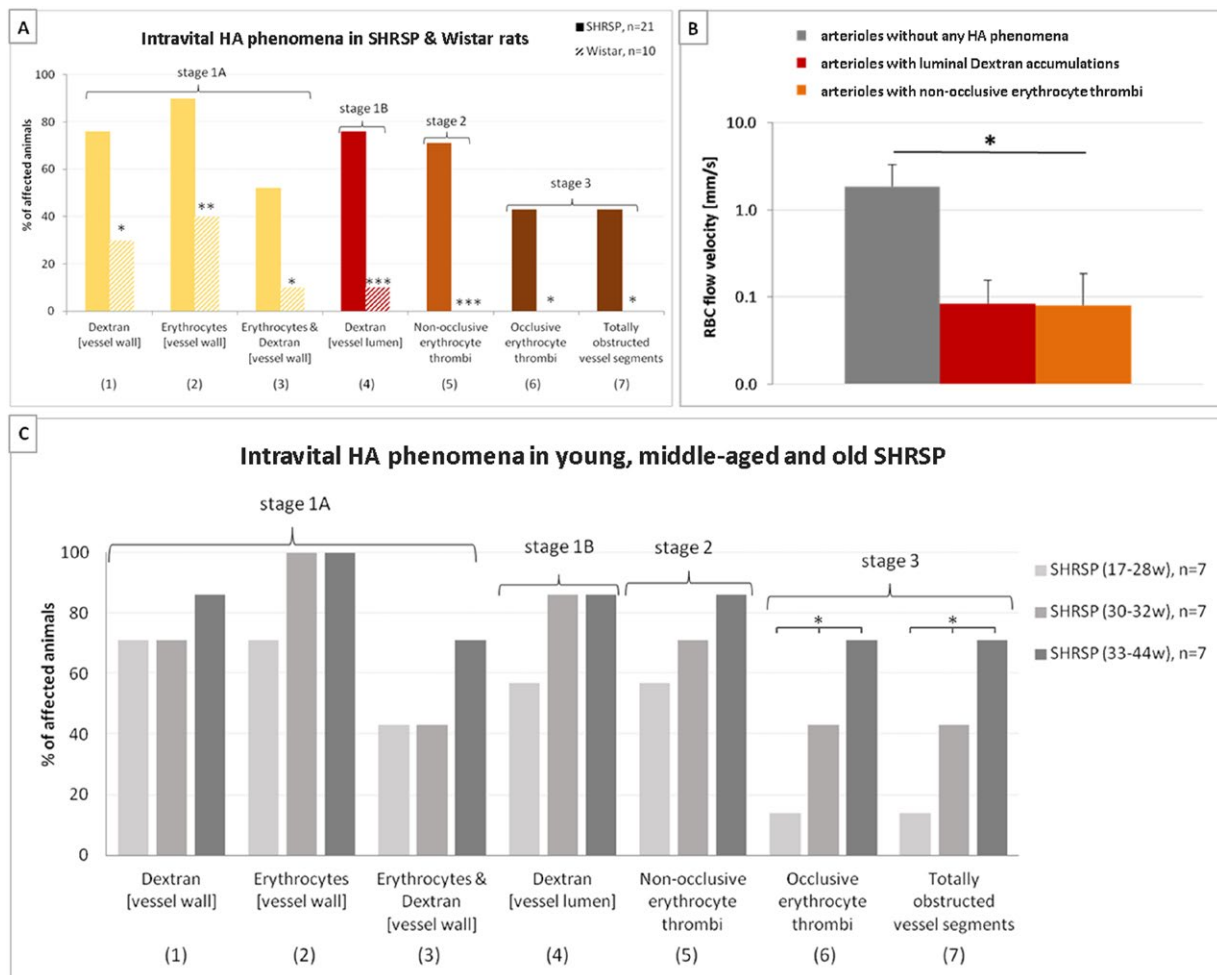 A
Intravital HA phenomena in SHRSP & Wistar rats
SHRSP, n=21
Wistar, n=10
stage 1A
stage 1B
stage 2
stage 3
% of affected animals
100
80
60
40
20
0
*
**
*
***
***
*
*
Dextran
[vessel wall]
(1)
Erythrocytes
[vessel wall]
(2)
Erythrocytes &
Dextran
[vessel wall]
(3)
Dextran
[vessel lumen]
(4)
Non-occlusive
erythrocyte
thrombi
(5)
Occlusive
erythrocyte
thrombi
(6)
Totally
obstructed
vessel segments
(7)
B
arterioles without any HA phenomena
arterioles with luminal Dextran accumulations
arterioles with non-occlusive erythrocyte thrombi
RBC flow velocity [mm/s]
10.0
1.0
0.1
0.0
*
C
Intravital HA phenomena in young, middle-aged and old SHRSP
stage 1A
stage 1B
stage 2
stage 3
% of affected animals
100
80
60
40
20
0
*
*
SHRSP (17-28w), n=7
SHRSP (30-32w), n=7
SHRSP (33-44w), n=7
Dextran
[vessel wall]
(1)
Erythrocytes
[vessel wall]
(2)
Erythrocytes &
Dextran
[vessel wall]
(3)
Dextran
[vessel lumen]
(4)
Non-occlusive
erythrocyte
thrombi
(5)
Occlusive
erythrocyte
thrombi
(6)
Totally
obstructed
vessel segments
(7)